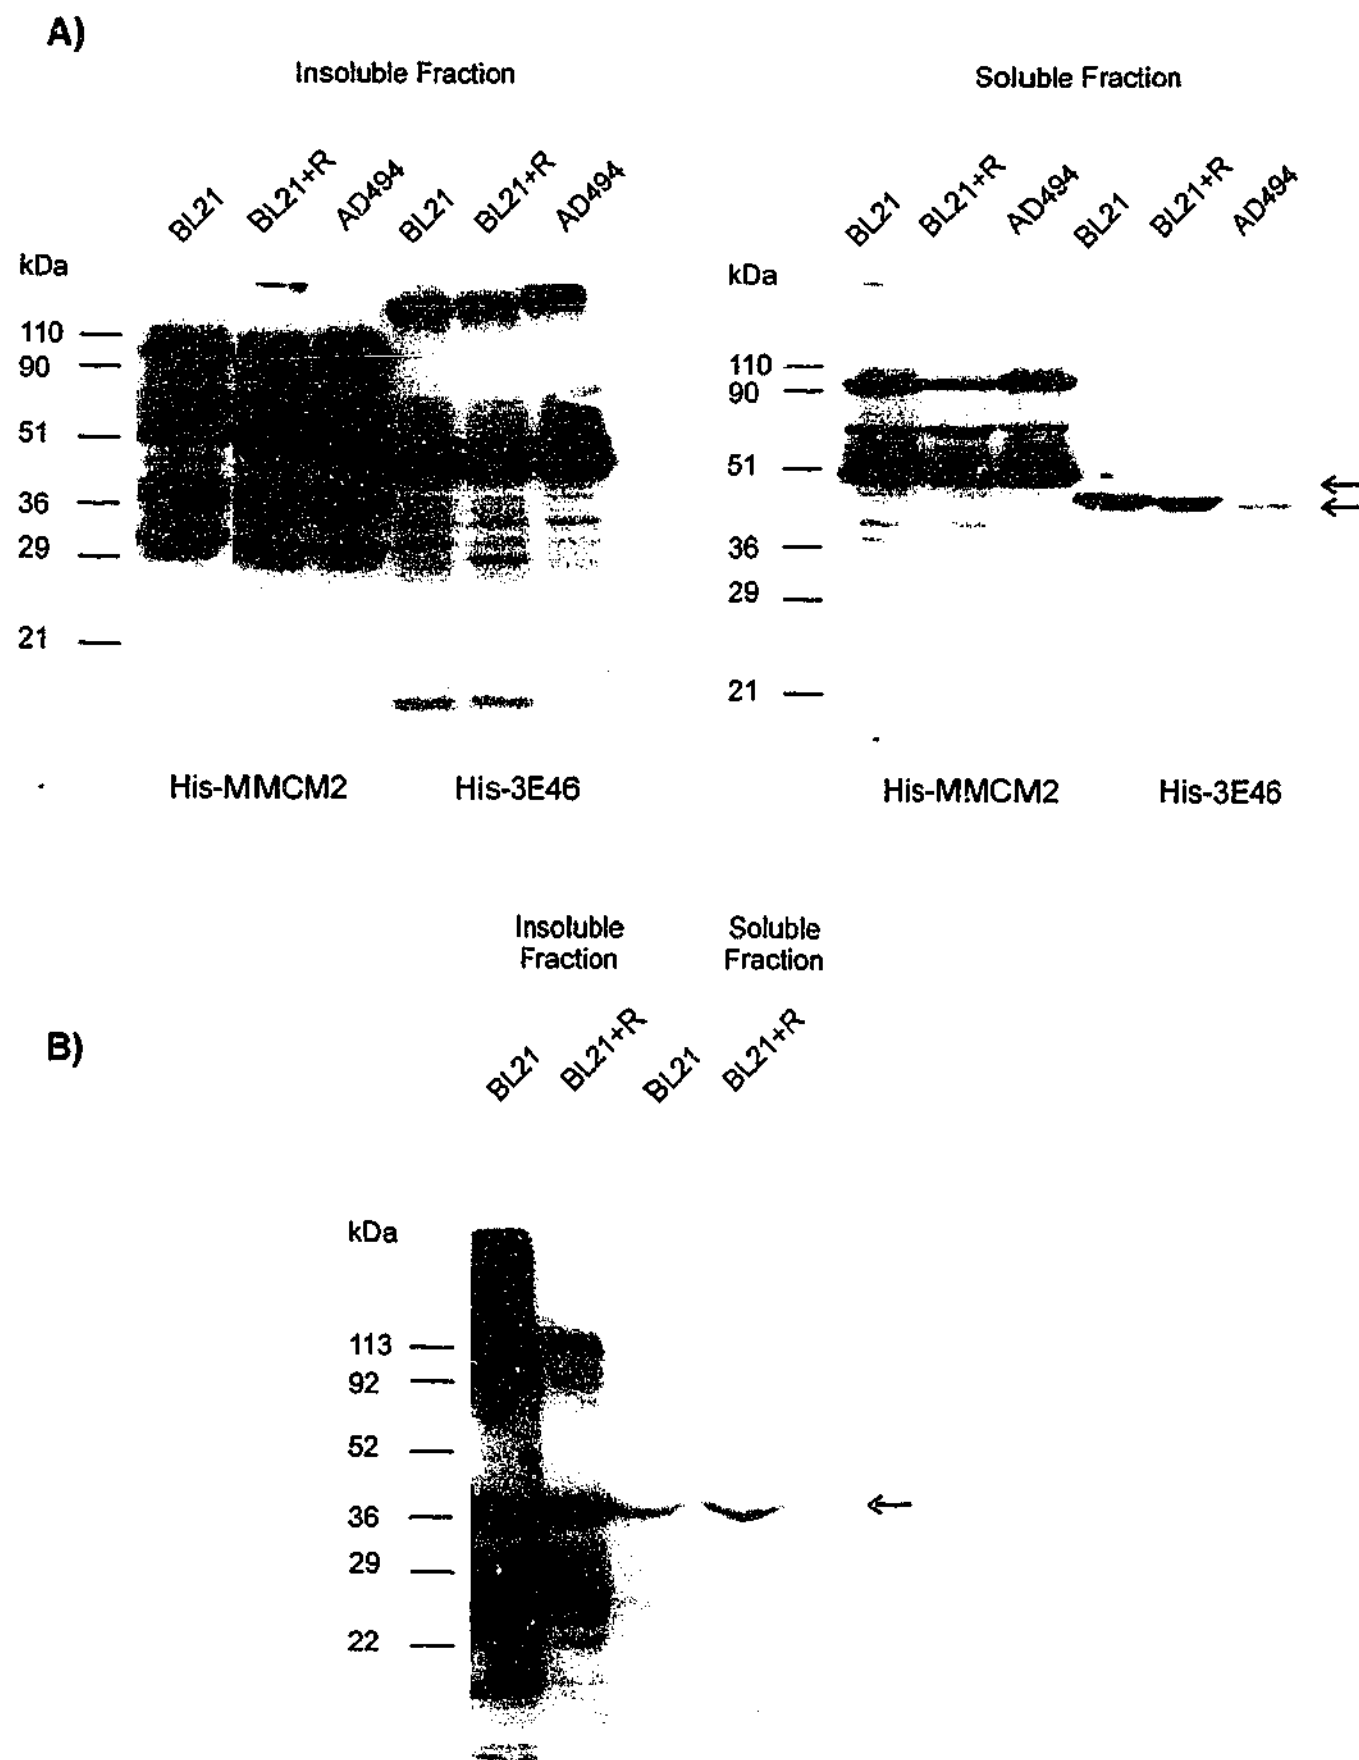 A)
Insoluble Fraction
Soluble Fraction
BL21 BL21+R AD494 BL21 BL21+R AD494
BL21 BL21+R AD494 BL21 BL21+R AD494
kDa
110
90
51
36
29
21
kDa
110
90
51
36
29
21
His-MMCM2 His-3E46
His-MMCM2 His-3E46
Insoluble
Fraction
Soluble
Fraction
B)
BL21 BL21+R BL21 BL21+R
kDa
113
92
52
36
29
22